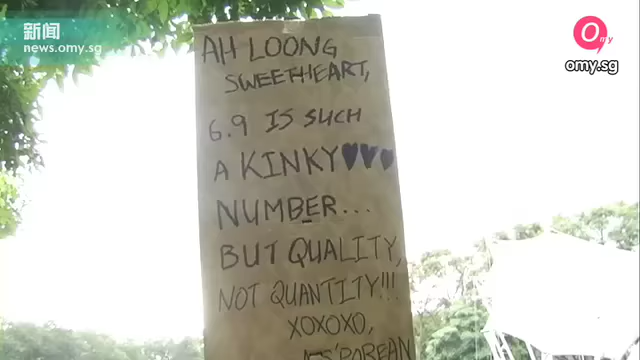 新闻
news.omy.sg
Omy
omy.sg
AH LOONG
SWEETHEART,
6.9 IS SUCH
A KINKY
NUMBER...
BUT QUALITY,
NOT QUANTITY!!!
XOXOXO,